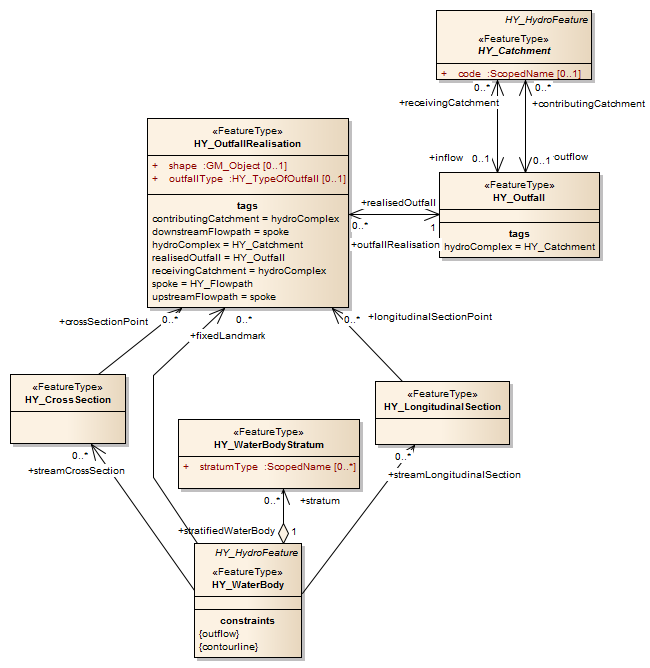 HY_HydroFeature
«FeatureType»
HY_Catchment
+ code :ScopedName [0..1]
0..*
0..*
+receivingCatchment
+contributingCatchment
+inflow
0..1
0..1
outflow
«FeatureType»
HY_OutfallRealisation
+ shape :GM_Object [0..1]
+ outfallType :HY_TypeOfOutfall [0..1]
tags
contributingCatchment = hydroComplex
downstreamFlowpath = spoke
hydroComplex = HY_Catchment
realisedOutfall = HY_Outfall
receivingCatchment = hydroComplex
spoke = HY_Flowpath
upstreamFlowpath = spoke
+realisedOutfall
0..*
1
+outfallRealisation
«FeatureType»
HY_Outfall
tags
hydroComplex = HY_Catchment
+crossSectionPoint
0..*
0..*
+fixedLandmark
0..*
+longitudinalSectionPoint
«FeatureType»
HY_CrossSection
«FeatureType»
HY_LongitudinalSection
«FeatureType»
HY_WaterBodyStratum
+ stratumType :ScopedName [0..*]
0..*
+streamCrossSection
0..*
+streamLongitudinalSection
0..*
+stratum
+stratifiedWaterBody
1
HY_HydroFeature
«FeatureType»
HY_WaterBody
constraints
{outflow}
{contourline}